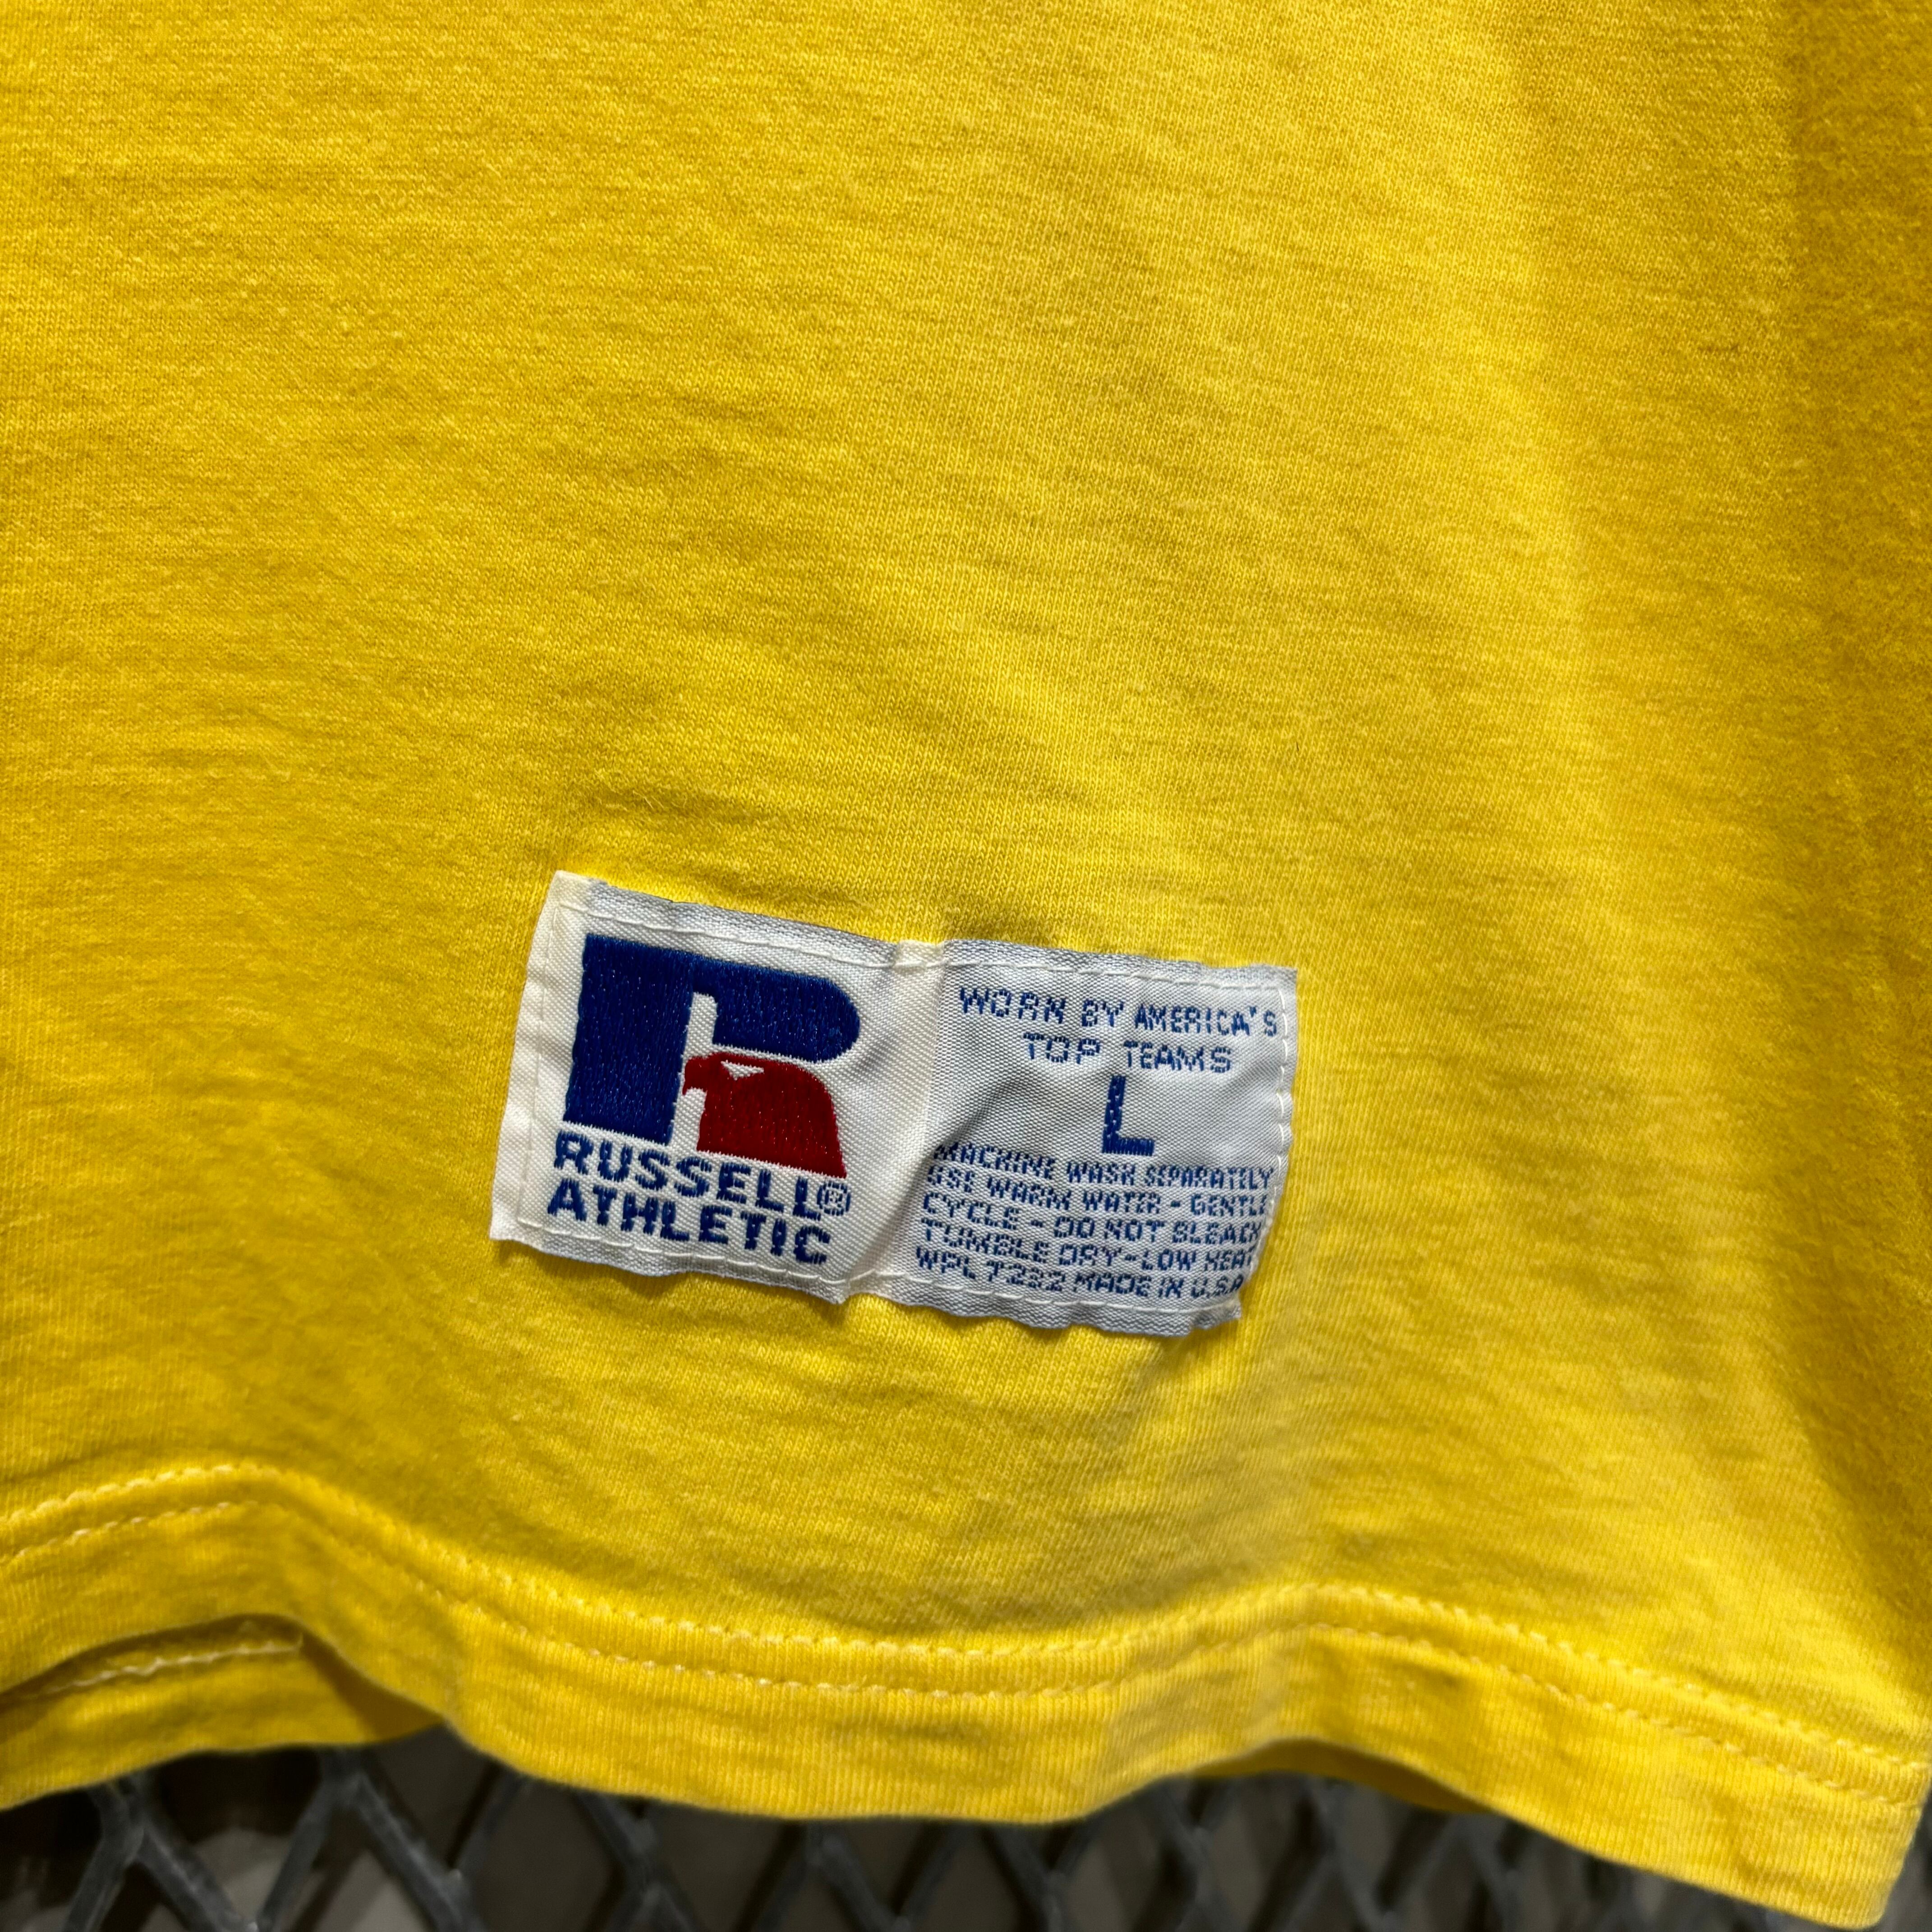 RUSSELL®
ATHLETIC
WORN BY AMERICA'S
TOP TEAMS
L
MACHINE WASH SEPARATELY
USE WARM WATER - GENTLE
CYCLE - DO NOT BLEACH
TUMBLE DRY - LOW HEAT
WPL 7222 MADE IN U.S.A